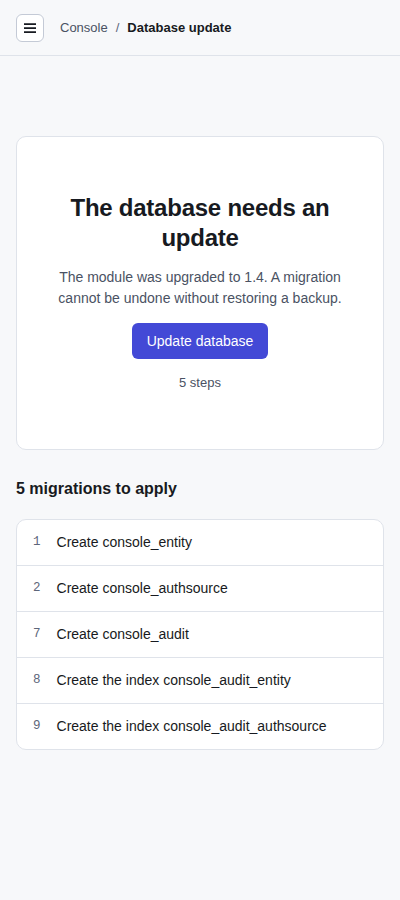 Console / Database update
The database needs an
update
The module was upgraded to 1.4. A migration
cannot be undone without restoring a backup.
Update database
5 steps
5 migrations to apply
1 Create console_entity
2 Create console_authsource
7 Create console_audit
8 Create the index console_audit_entity
9 Create the index console_audit_authsource